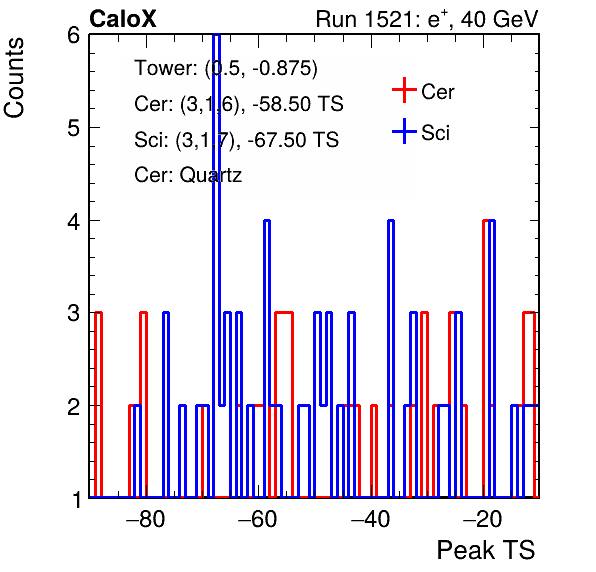 CaloX Run 1521: e+, 40 GeV
Counts
6
Tower: (0.5, -0.875)
Cer: (3,1,6), -58.50 TS
Sci: (3,1,7), -67.50 TS
Cer: Quartz
Cer
Sci
5
4
3
2
1
−80 −60 −40 −20
Peak TS